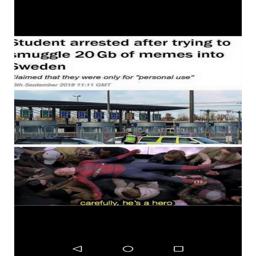 Student arrested after trying to
smuggle 20 Gb of memes into
Sweden
Claimed that they were only for "personal use"
5th September 2018 11:11 GMT
carefully, he's a hero